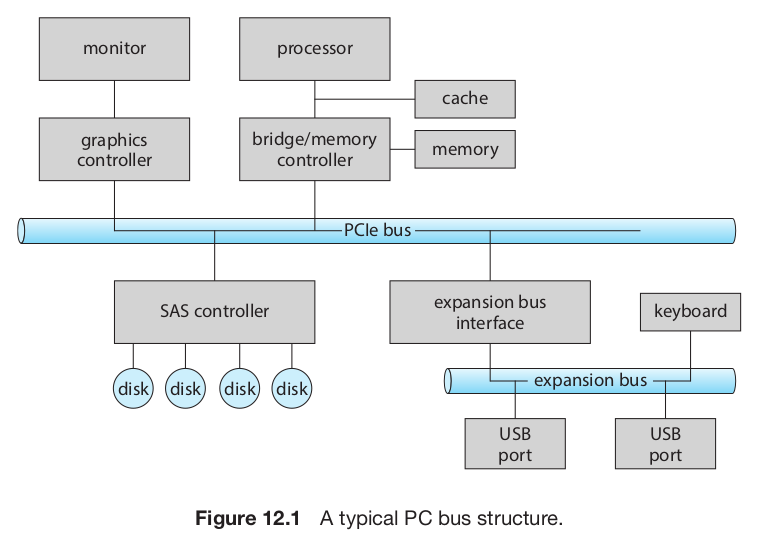 monitor
processor
cache
graphics
controller
bridge/memory
controller
memory
PCIe bus
SAS controller
expansion bus
interface
keyboard
disk
disk
disk
disk
expansion bus
USB
port
USB
port
Figure 12.1 A typical PC bus structure.